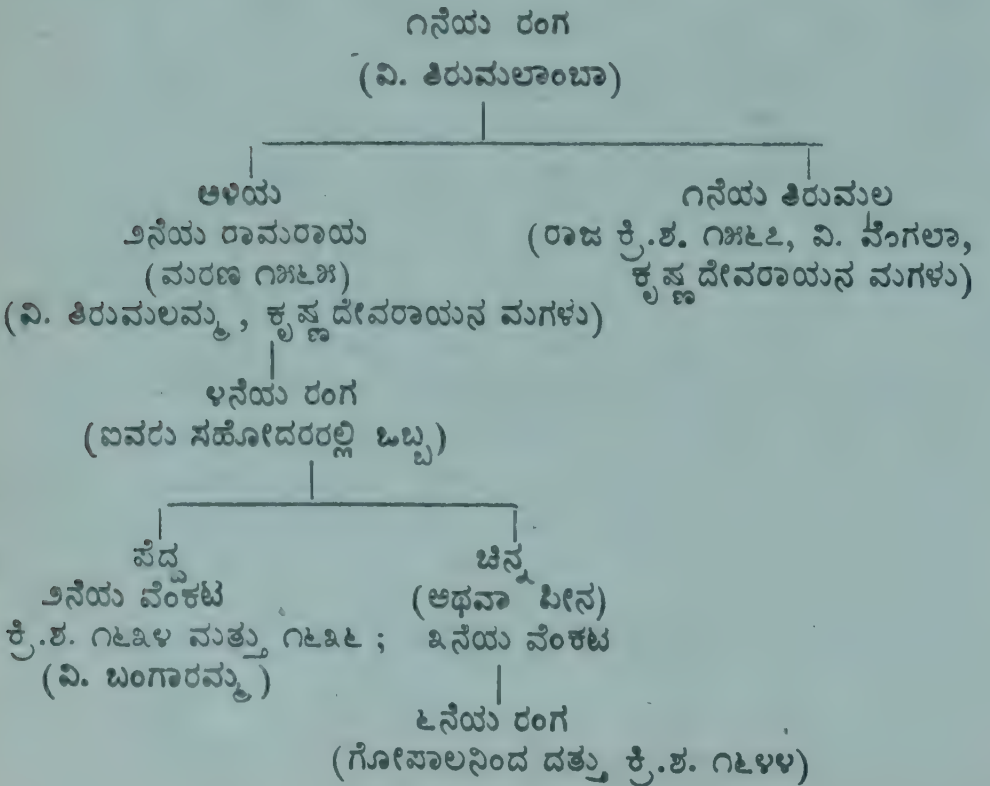 ೧ನೆಯ ರಂಗ
(ವಿ. ತಿರುಮಲಾಂಬಾ)
ಅಳಿಯ
೨ನೆಯ ರಾಮರಾಯ
(ಮರಣ ೧೫೬೫)
(ವಿ. ತಿರುಮಲಮ್ಮ, ಕೃಷ್ಣದೇವರಾಯನ ಮಗಳು)
೧ನೆಯ ತಿರುಮಲ
(ರಾಜ ಕ್ರಿ.ಶ. ೧೫೬೭, ವಿ. ವೆಂಗಲಾ,
ಕೃಷ್ಣದೇವರಾಯನ ಮಗಳು)
೪ನೆಯ ರಂಗ
(ಐವರು ಸಹೋದರರಲ್ಲಿ ಒಬ್ಬ)
ಪೆದ್ದ
೨ನೆಯ ವೆಂಕಟ
ಕ್ರಿ.ಶ. ೧೬೩೪ ಮತ್ತು ೧೬೩೬ ;
(ವಿ. ಬಂಗಾರಮ್ಮ)
ಚಿನ್ನ
(ಅಥವಾ ಪೀನ)
೩ನೆಯ ವೆಂಕಟ
೬ನೆಯ ರಂಗ
(ಗೋಪಾಲನಿಂದ ದತ್ತು ಕ್ರಿ.ಶ. ೧೬೪೪)